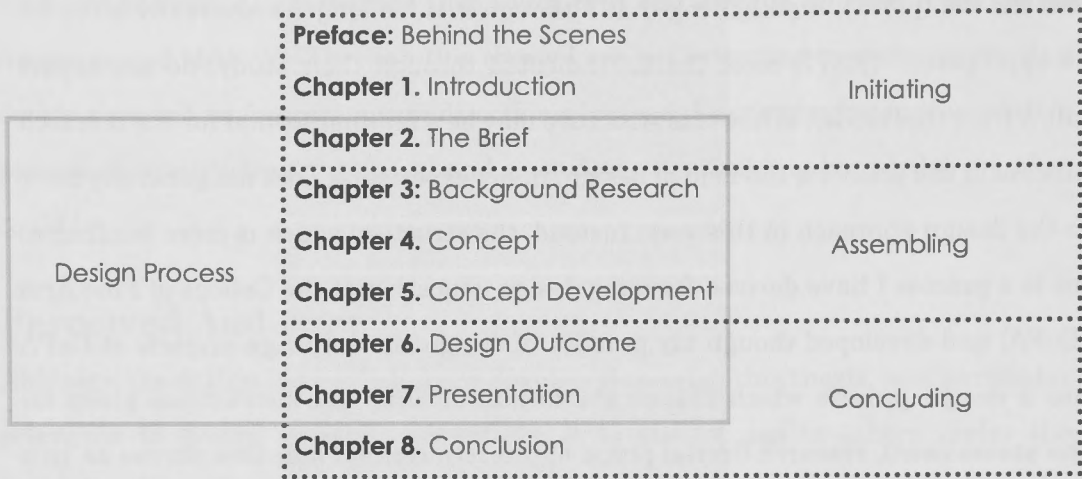 Preface: Behind the Scenes
Chapter 1. Introduction
Initiating
Chapter 2. The Brief
Chapter 3: Background Research
Chapter 4. Concept
Assembling
Design Process
Chapter 5. Concept Development
Chapter 6. Design Outcome
Chapter 7. Presentation
Concluding
Chapter 8. Conclusion